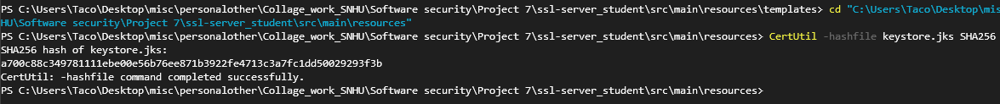 PS C:\Users\Taco\Desktop\misc\personalother\Collage_work_SNHU\Software security\Project 7\ssl-server_student\src\main\resources\templates> cd "C:\Users\Taco\Desktop\mis
HU\Software security\Project 7\ssl-server_student\src\main\resources"
PS C:\Users\Taco\Desktop\misc\personalother\Collage_work_SNHU\Software security\Project 7\ssl-server_student\src\main\resources> CertUtil -hashfile keystore.jks SHA256
SHA256 hash of keystore.jks:
a700c88c349781111ebe00e56b76ee871b3922fe4713c3a7fc1dd50029293f3b
CertUtil: -hashfile command completed successfully.
PS C:\Users\Taco\Desktop\misc\personalother\Collage_work_SNHU\Software security\Project 7\ssl-server_student\src\main\resources>